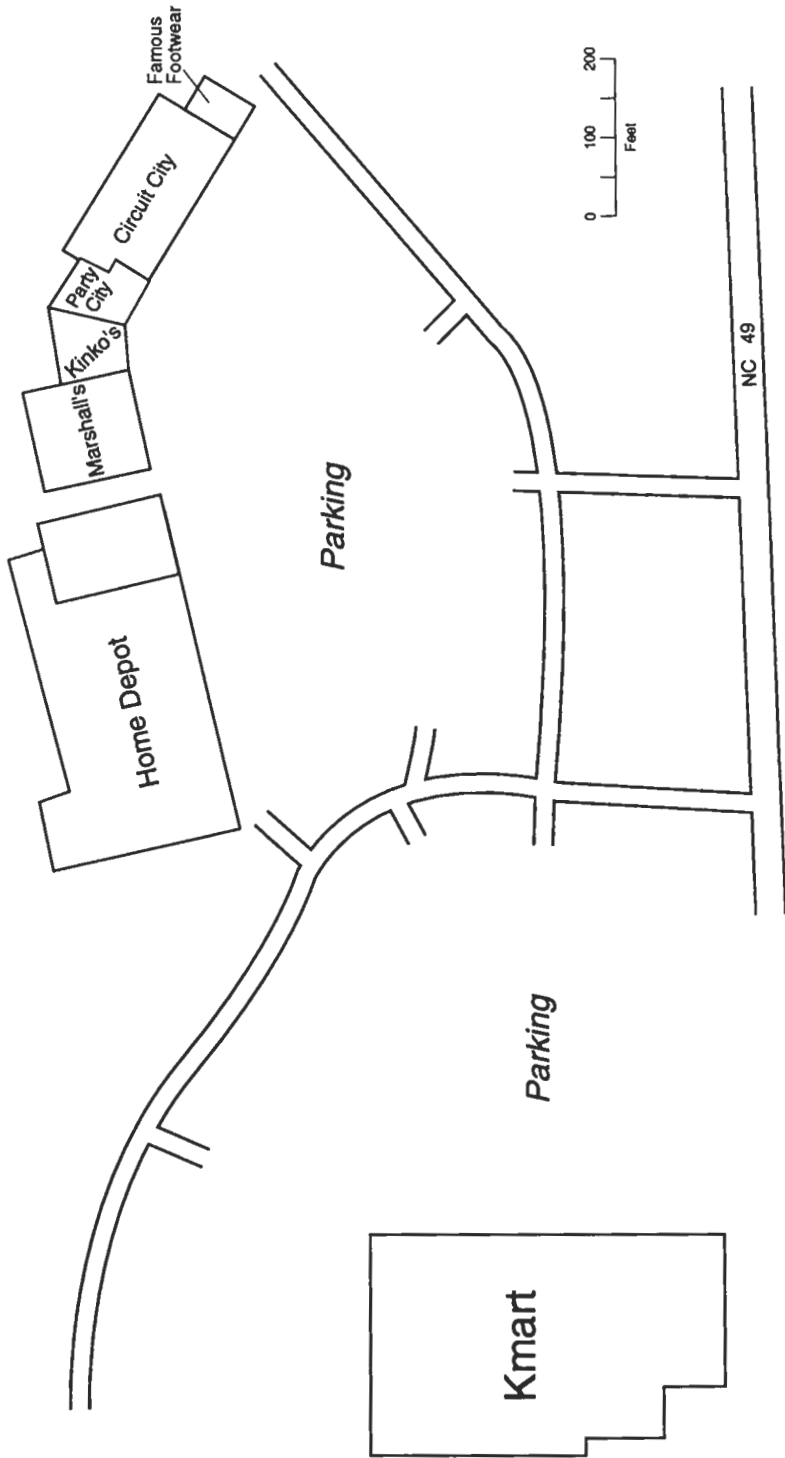 Famous
Footwear
Circuit City
Party
City
Kinko's
Marshall's
Home Depot
Parking
0 100 200
Feet
NC 49
Parking
Kmart